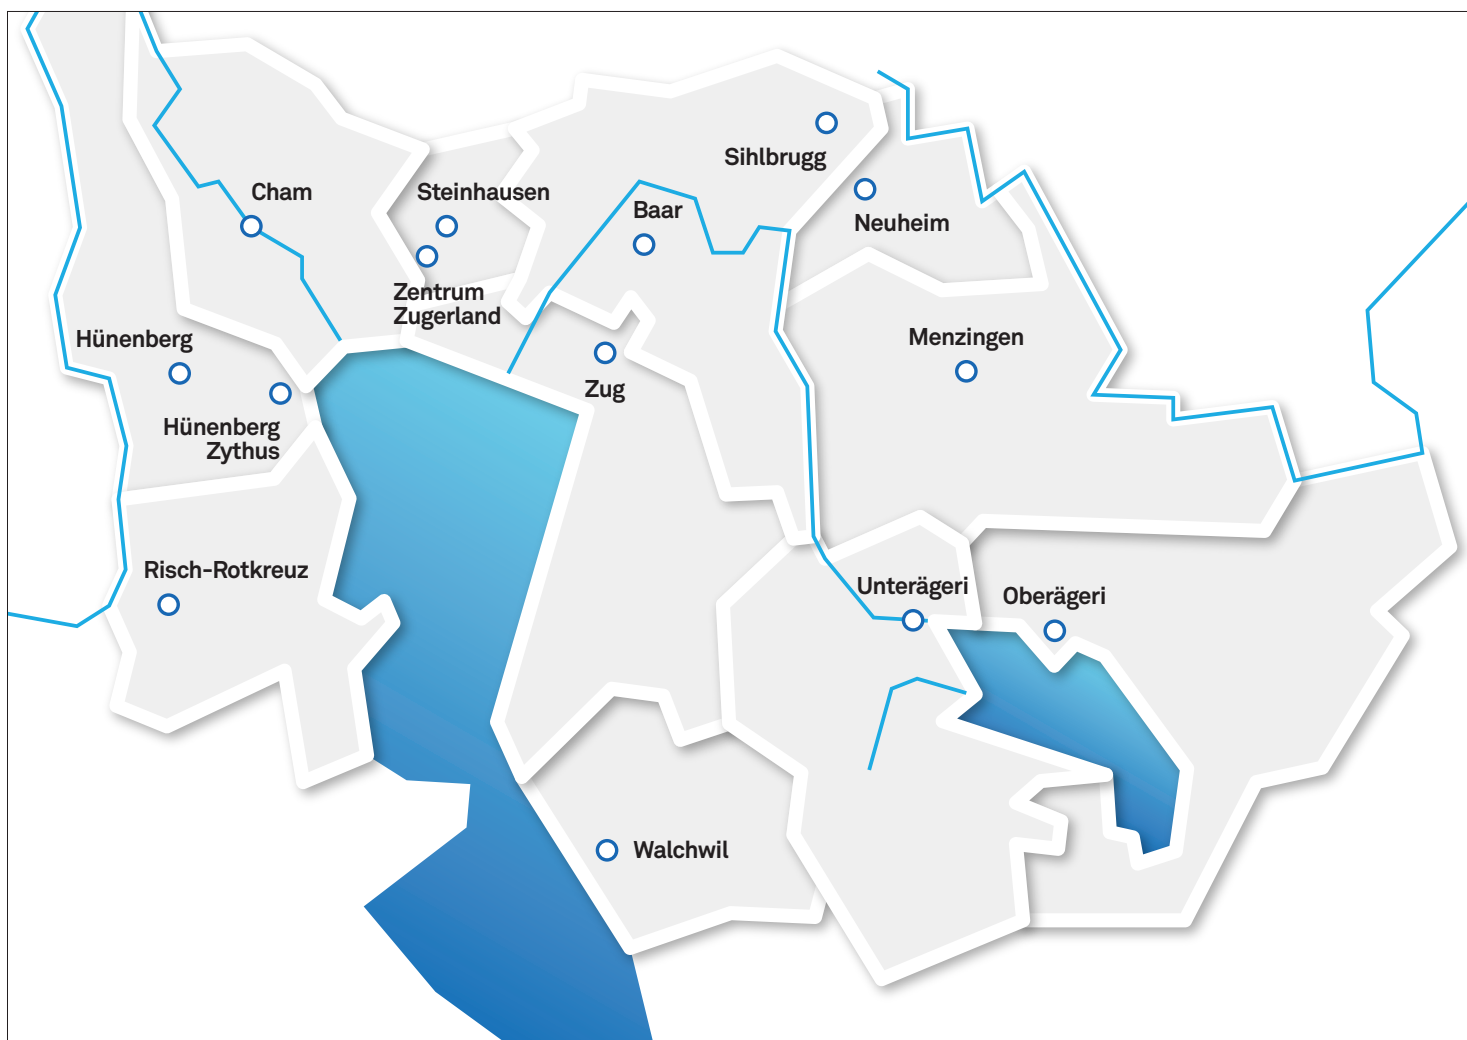 Sihlbrugg
Cham
Steinhausen
Baar
Neuheim
Zentrum
Zugerland
Hünenberg
Menzingen
Zug
Hünenberg
Zythus
Risch-Rotkreuz
Unterägeri
Oberägeri
Walchwil